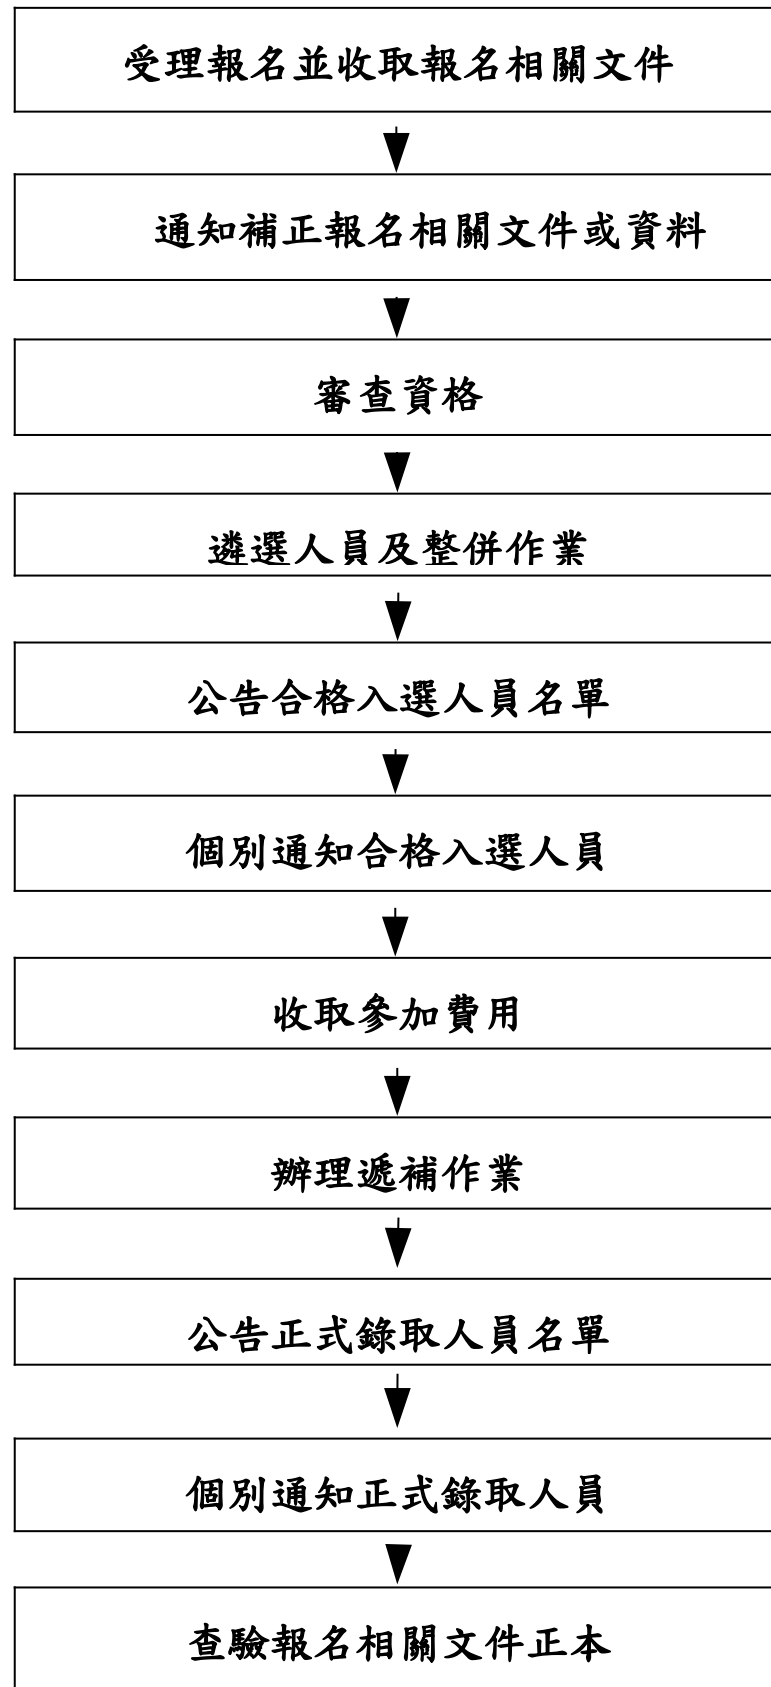 受理報名並收取報名相關文件
通知補正報名相關文件或資料
審查資格
遴選人員及整併作業
公告合格入選人員名單
個別通知合格入選人員
收取參加費用
辦理遞補作業
公告正式錄取人員名單
個別通知正式錄取人員
查驗報名相關文件正本